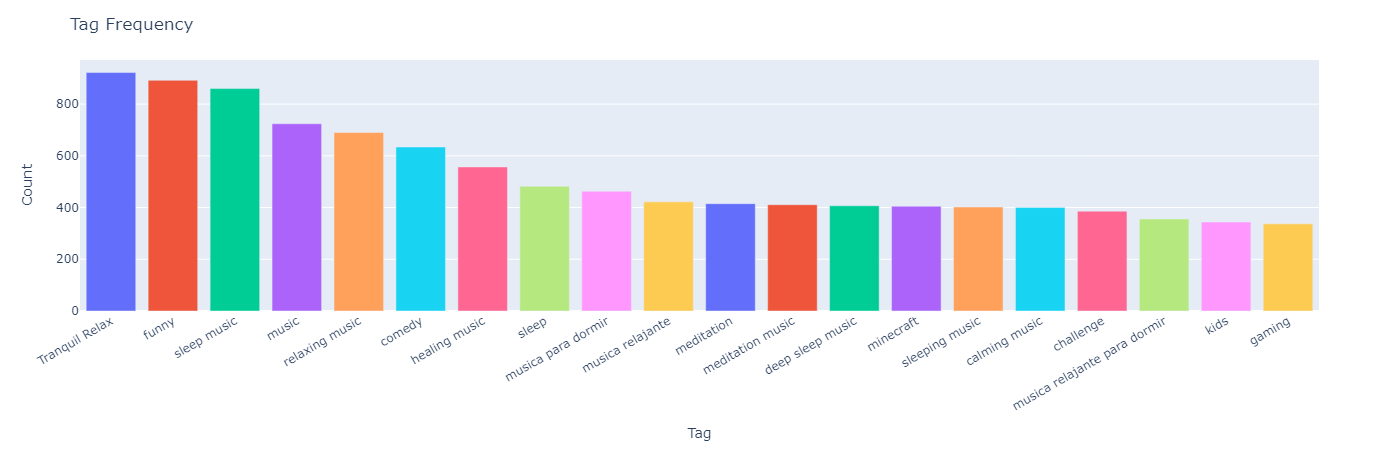 Tag Frequency
Count
800
600
400
200
0
Tranquil Relax
funny
sleep music
music
relaxing music
comedy
healing music
sleep
musica para dormir
musica relajante
meditation
meditation music
deep sleep music
minecraft
sleeping music
calming music
challenge
musica relajante para dormir
kids
gaming
Tag